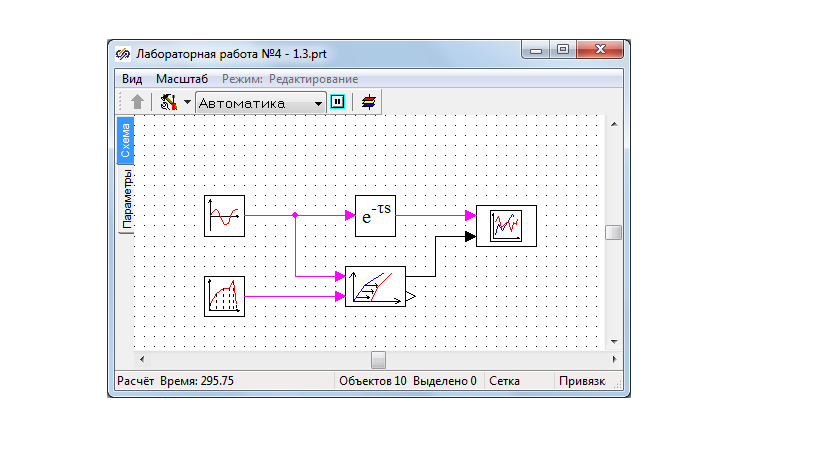 Лабораторная работа №4 - 1.3.prt
Вид Масштаб Режим: Редактирование
Автоматика
Схема
Параметры
e-τs
Расчёт Время: 295.75 Объектов 10 Выделено 0 Сетка Привязк